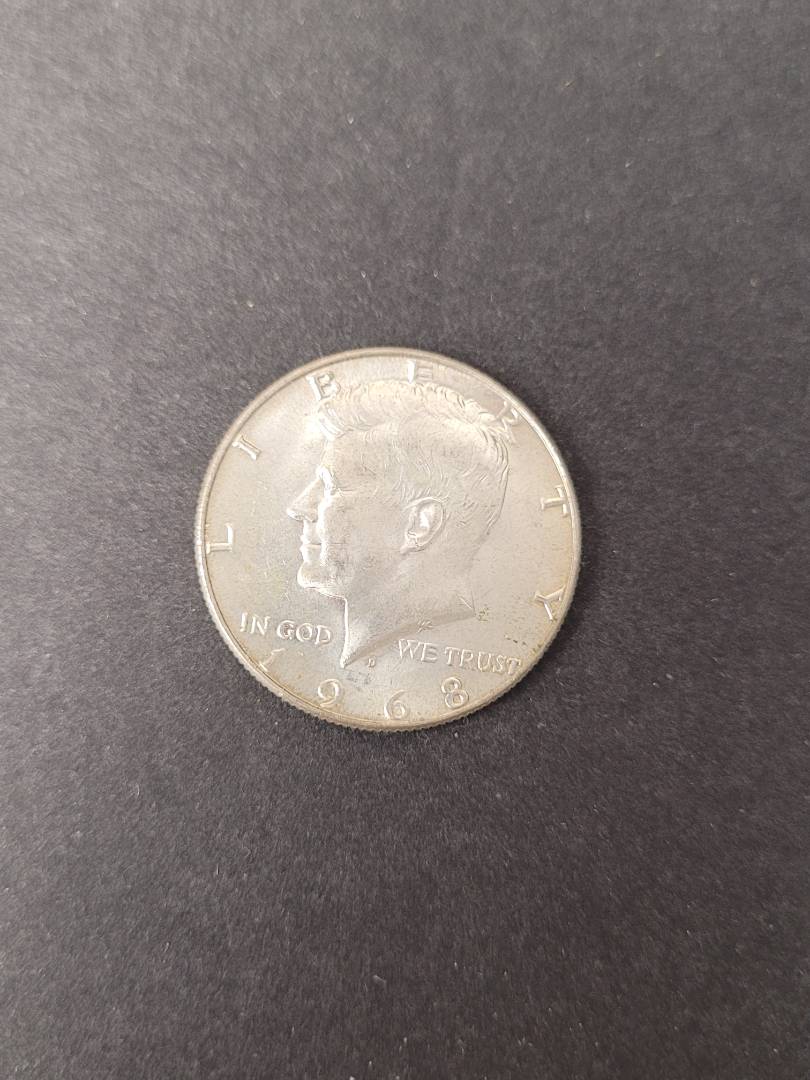 LIBERTY
IN GOD WE TRUST
D
1968